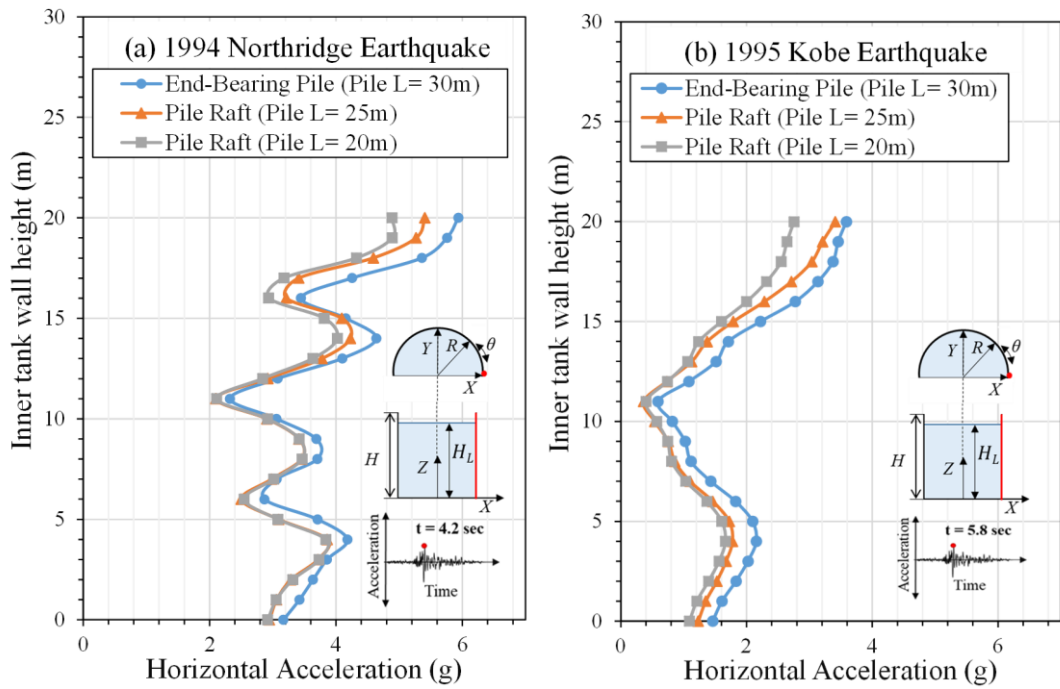 (a) 1994 Northridge Earthquake
End-Bearing Pile (Pile L= 30m)
Pile Raft (Pile L= 25m)
Pile Raft (Pile L= 20m)
Inner tank wall height (m)
30
25
20
15
10
5
0
0
2
4
6
Horizontal Acceleration (g)
Y
R
θ
X
H
H_L
Z
X
Acceleration
t = 4.2 sec
Time
(b) 1995 Kobe Earthquake
End-Bearing Pile (Pile L= 30m)
Pile Raft (Pile L= 25m)
Pile Raft (Pile L= 20m)
Inner tank wall height (m)
30
25
20
15
10
5
0
0
2
4
6
Horizontal Acceleration (g)
Y
R
θ
X
H
H_L
Z
X
Acceleration
t = 5.8 sec
Time